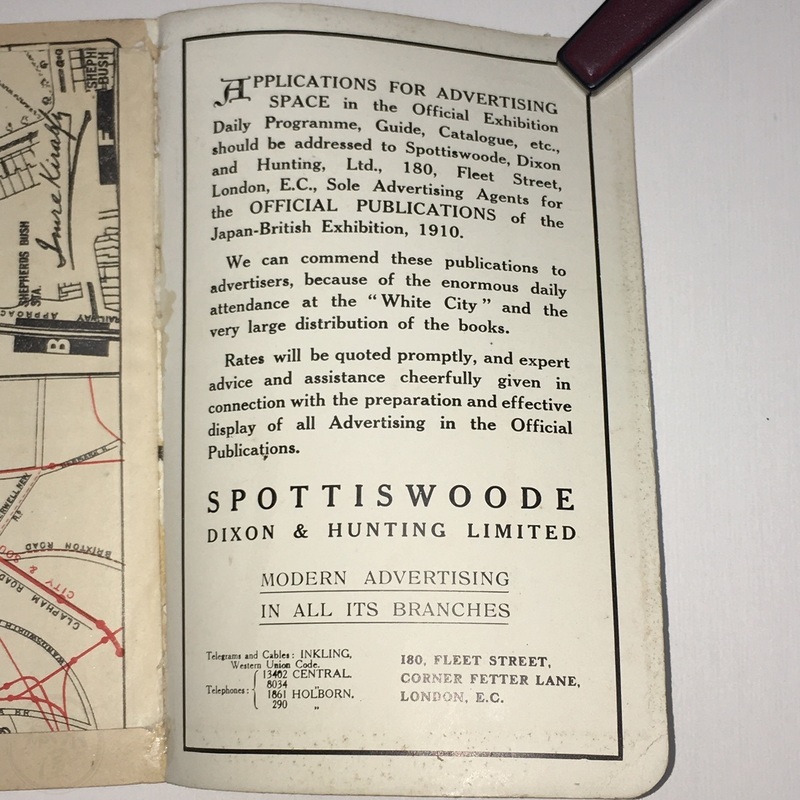 SHEPHERDS BUSH
STA.
APPROACH
RAILWAY
B
BRIXTON ROAD
CLAPHAM ROAD
CITY & SOU
APPLICATIONS FOR ADVERTISING
SPACE in the Official Exhibition
Daily Programme, Guide, Catalogue, etc.,
should be addressed to Spottiswoode, Dixon
and Hunting, Ltd., 180, Fleet Street,
London, E.C., Sole Advertising Agents for
the OFFICIAL PUBLICATIONS of the
Japan-British Exhibition, 1910.
We can commend these publications to
advertisers, because of the enormous daily
attendance at the "White City" and the
very large distribution of the books.
Rates will be quoted promptly, and expert
advice and assistance cheerfully given in
connection with the preparation and effective
display of all Advertising in the Official
Publications.
SPOTTISWOODE
DIXON & HUNTING LIMITED
MODERN ADVERTISING
IN ALL ITS BRANCHES
Telegrams and Cables: INKLING,
Western Union Code.
Telephones: 13402 CENTRAL.
8034 "
1861 HOLBORN.
290 "
180, FLEET STREET,
CORNER FETTER LANE,
LONDON, E.C.